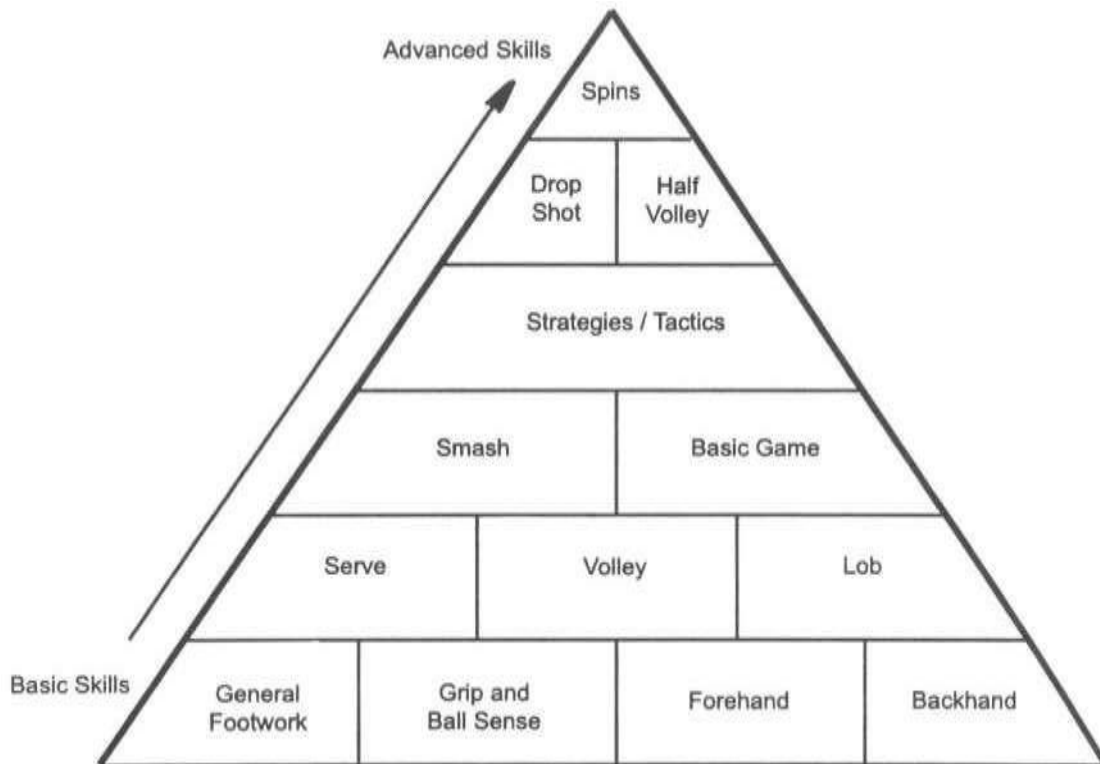 Advanced Skills
Spins
Drop
Shot
Half
Volley
Strategies / Tactics
Smash
Basic Game
Serve
Volley
Lob
Basic Skills
General
Footwork
Grip and
Ball Sense
Forehand
Backhand